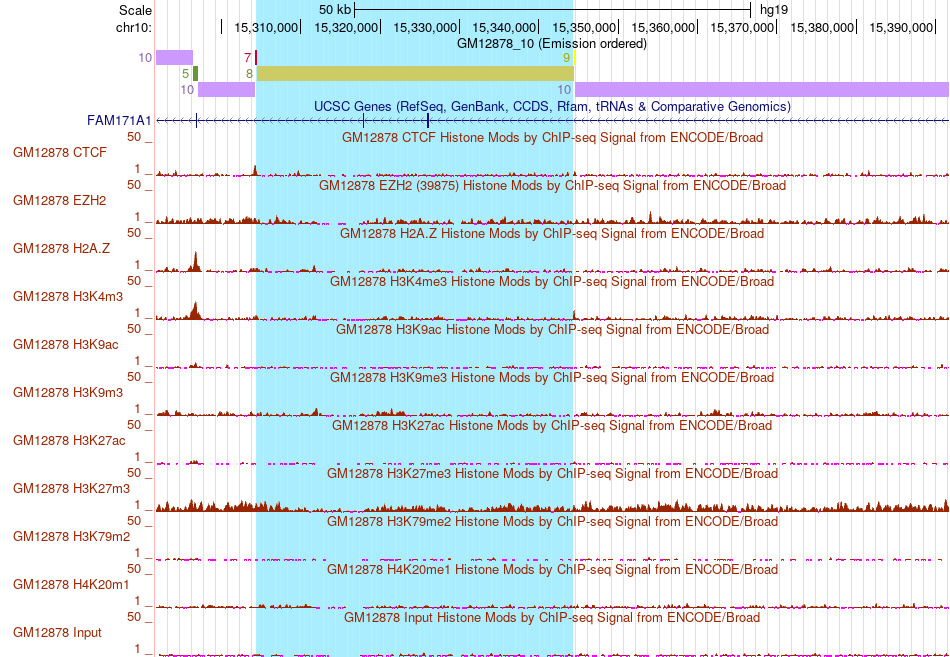 Scale 50 kb hg19
chr10: 15,310,000 15,320,000 15,330,000 15,340,000 15,350,000 15,360,000 15,370,000 15,380,000 15,390,000
GM12878_10 (Emission ordered)
10 7 9
5 8
10 10
UCSC Genes (RefSeq, GenBank, CCDS, Rfam, tRNAs & Comparative Genomics)
FAM171A1
50 _ GM12878 CTCF Histone Mods by ChIP-seq Signal from ENCODE/Broad
GM12878 CTCF
1 _
50 _ GM12878 EZH2 (39875) Histone Mods by ChIP-seq Signal from ENCODE/Broad
GM12878 EZH2
1 _
50 _ GM12878 H2A.Z Histone Mods by ChIP-seq Signal from ENCODE/Broad
GM12878 H2A.Z
1 _
50 _ GM12878 H3K4me3 Histone Mods by ChIP-seq Signal from ENCODE/Broad
GM12878 H3K4m3
1 _
50 _ GM12878 H3K9ac Histone Mods by ChIP-seq Signal from ENCODE/Broad
GM12878 H3K9ac
1 _
50 _ GM12878 H3K9me3 Histone Mods by ChIP-seq Signal from ENCODE/Broad
GM12878 H3K9m3
1 _
50 _ GM12878 H3K27ac Histone Mods by ChIP-seq Signal from ENCODE/Broad
GM12878 H3K27ac
1 _
50 _ GM12878 H3K27me3 Histone Mods by ChIP-seq Signal from ENCODE/Broad
GM12878 H3K27m3
1 _
50 _ GM12878 H3K79me2 Histone Mods by ChIP-seq Signal from ENCODE/Broad
GM12878 H3K79m2
1 _
50 _ GM12878 H4K20me1 Histone Mods by ChIP-seq Signal from ENCODE/Broad
GM12878 H4K20m1
1 _
50 _ GM12878 Input Histone Mods by ChIP-seq Signal from ENCODE/Broad
GM12878 Input
1 _